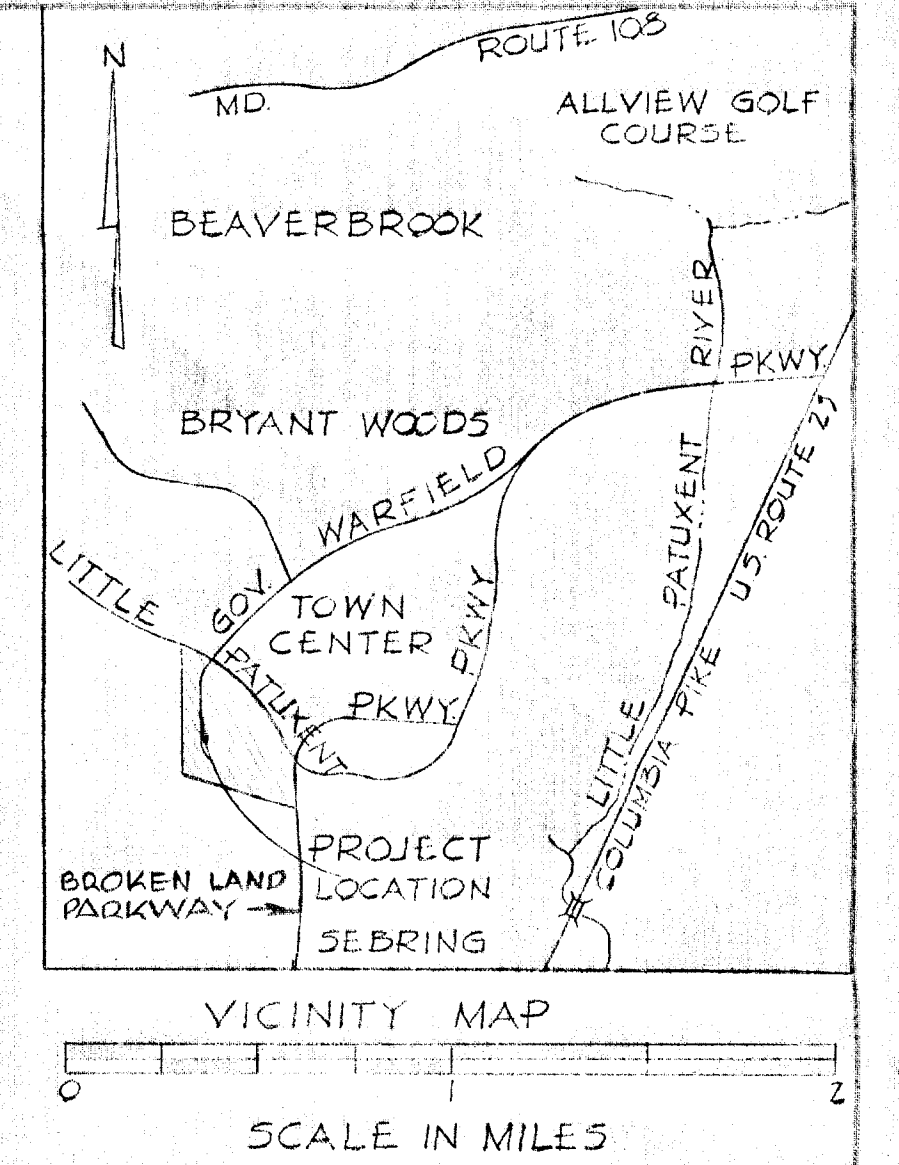 N
ROUTE 108
MD.
ALLVIEW GOLF
COURSE
BEAVERBROOK
RIVER
PKWY.
BRYANT WOODS
WARFIELD
PATUXENT
U.S. ROUTE 29
LITTLE
GOV.
TOWN
CENTER
PKWY
PATUXENT
PKWY.
LITTLE
COLUMBIA PIKE
PROJECT
LOCATION
BROKEN LAND
PARKWAY
SEBRING
VICINITY MAP
0 1 2
SCALE IN MILES